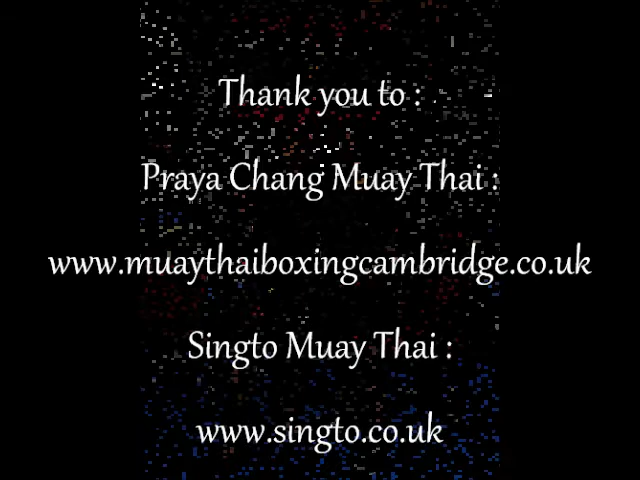 Thank you to :
Praya Chang Muay Thai :
www.muaythaiboxingcambridge.co.uk
Singto Muay Thai :
www.singto.co.uk